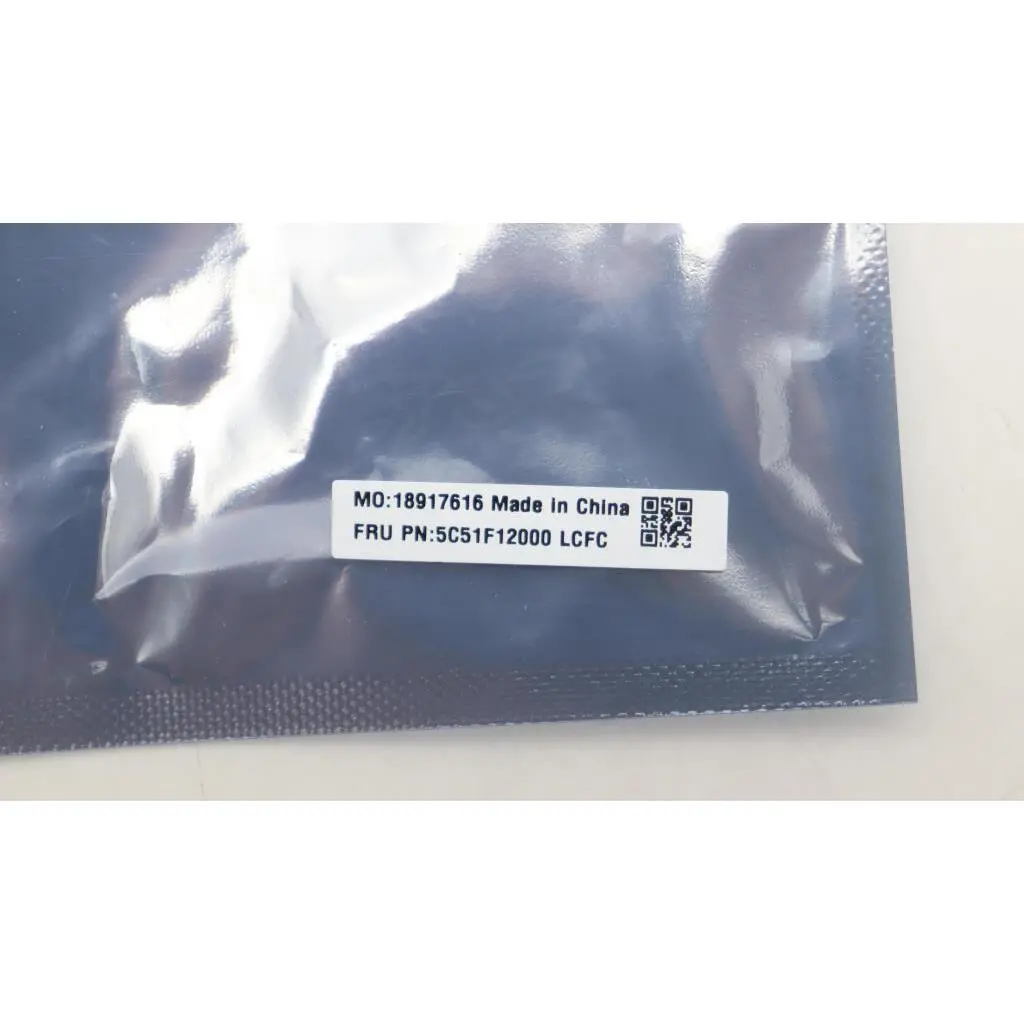 MO:18917616 Made in China
FRU PN:5C51F12000 LCFC